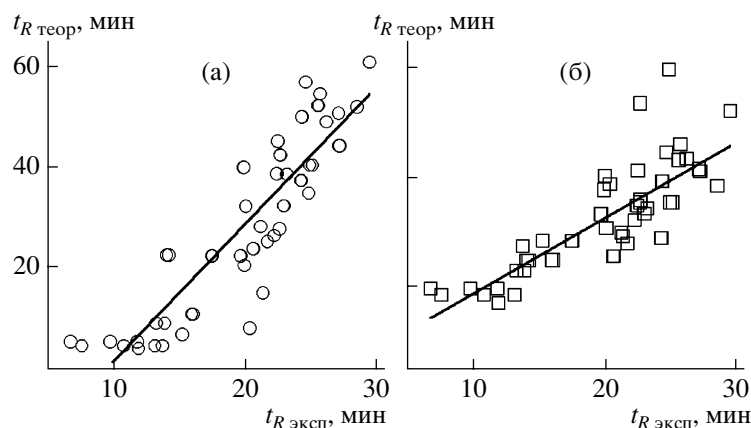 t_R теор, мин
t_R теор, мин
60
(а)
(б)
40
20
10
20
30
10
20
30
t_R эксп, мин
t_R эксп, мин